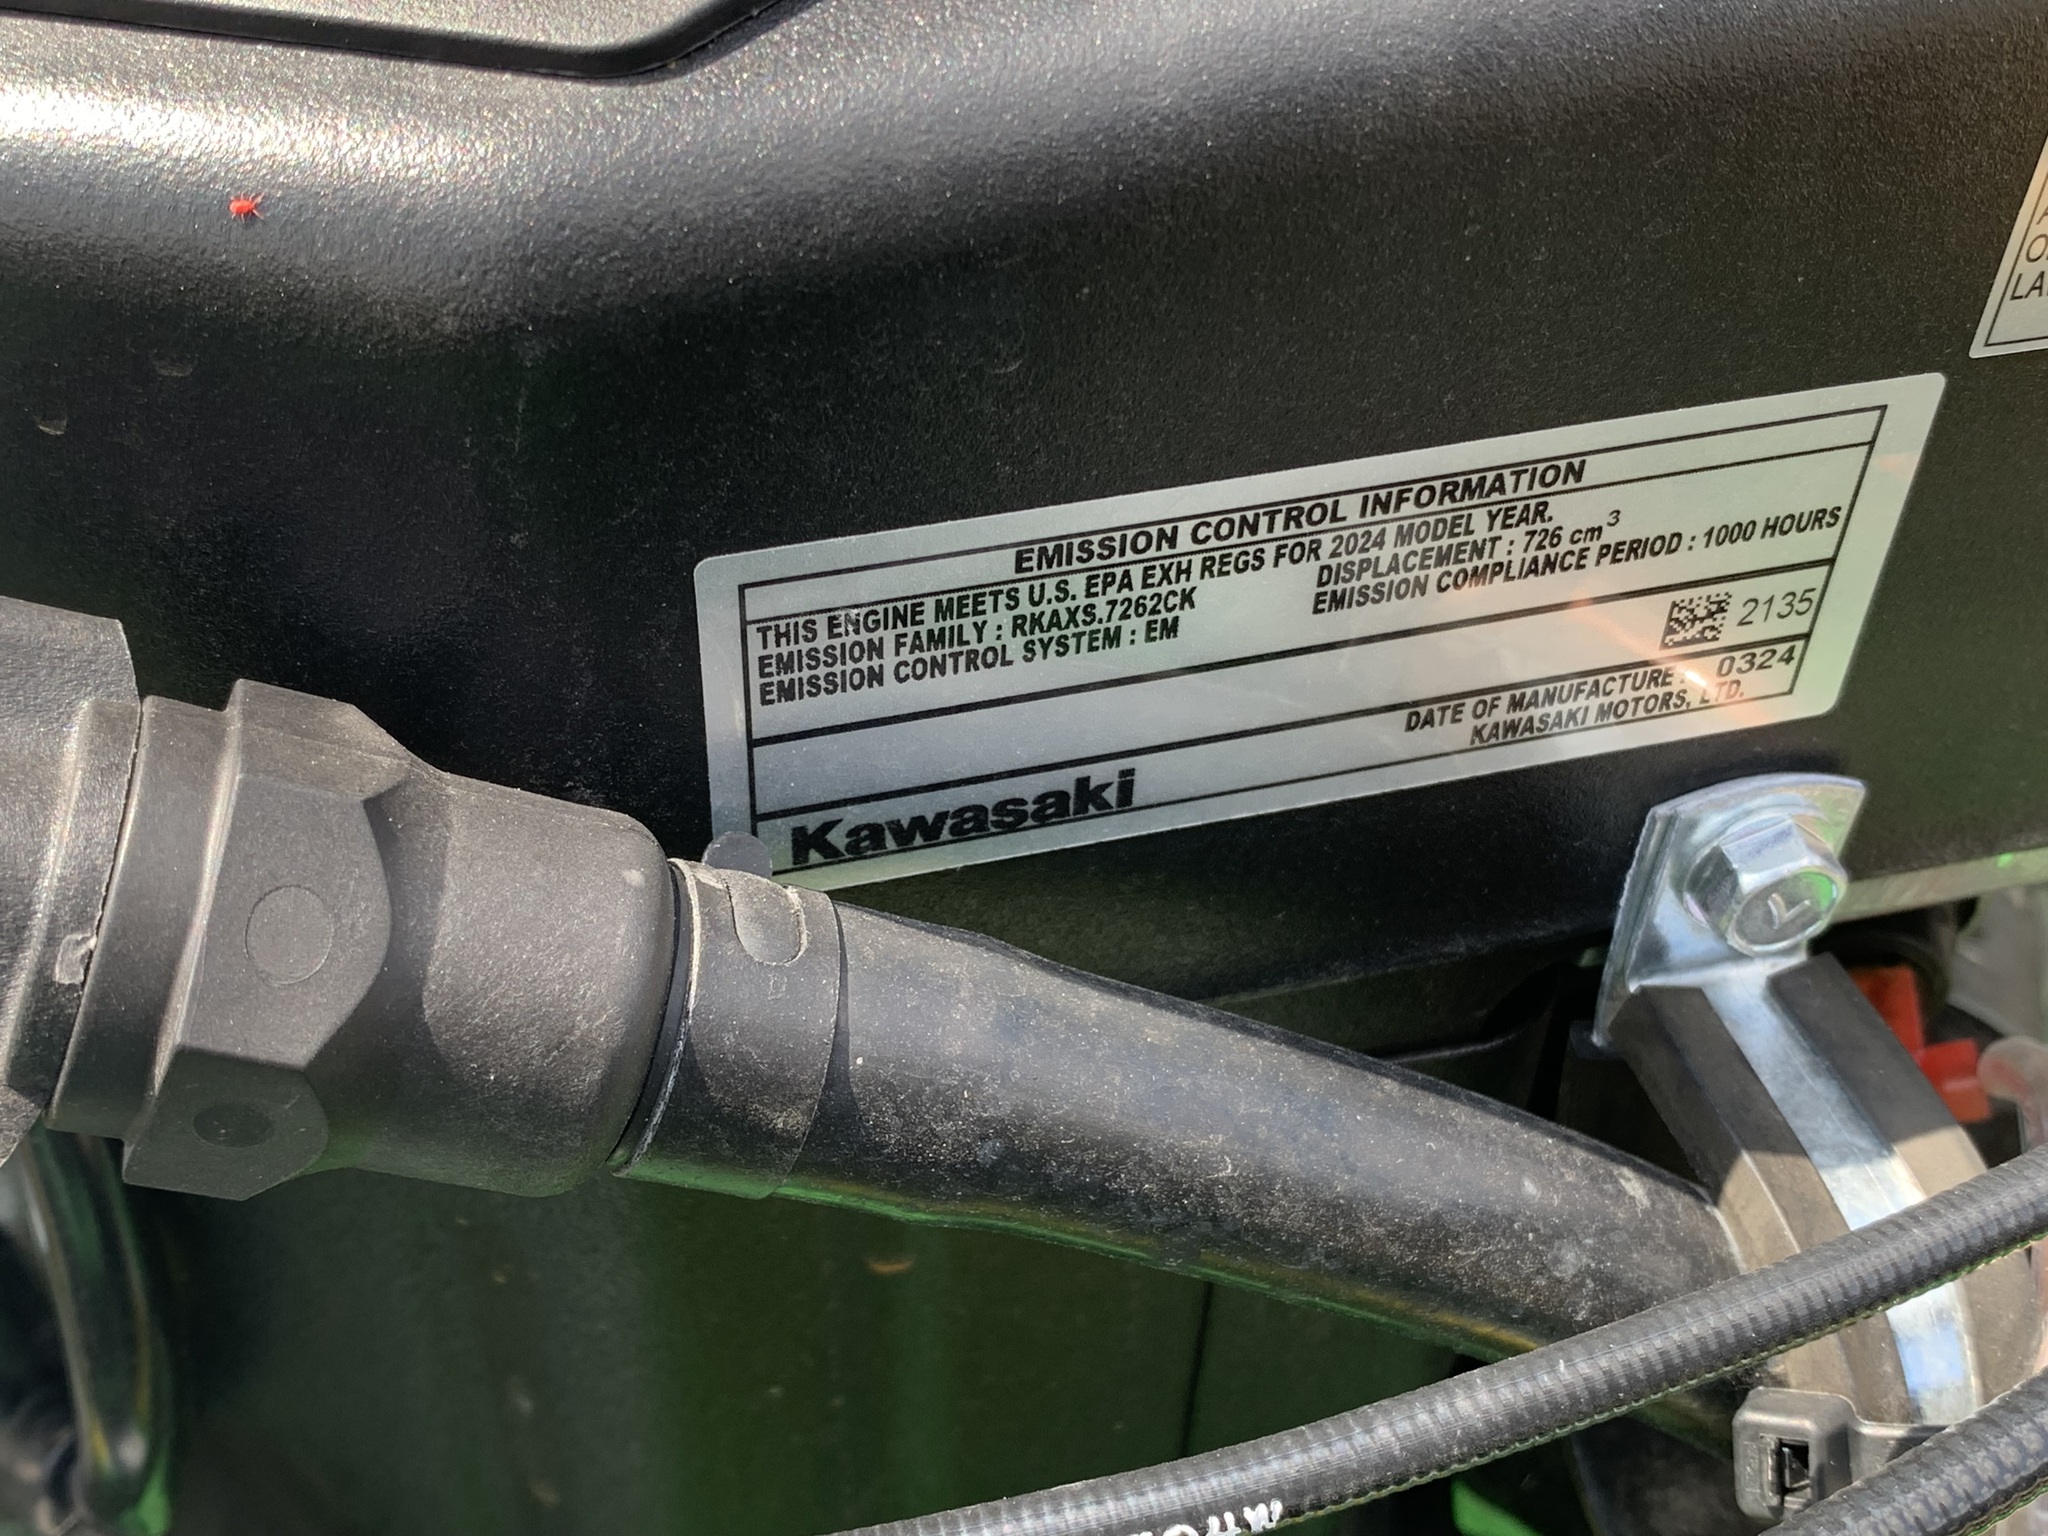 EMISSION CONTROL INFORMATION
THIS ENGINE MEETS U.S. EPA EXH REGS FOR 2024 MODEL YEAR.
EMISSION FAMILY : RKAXS.7262CK DISPLACEMENT : 726 cm³
EMISSION CONTROL SYSTEM : EM EMISSION COMPLIANCE PERIOD : 1000 HOURS
2135
DATE OF MANUFACTURE : 0324
Kawasaki KAWASAKI MOTORS, LTD.